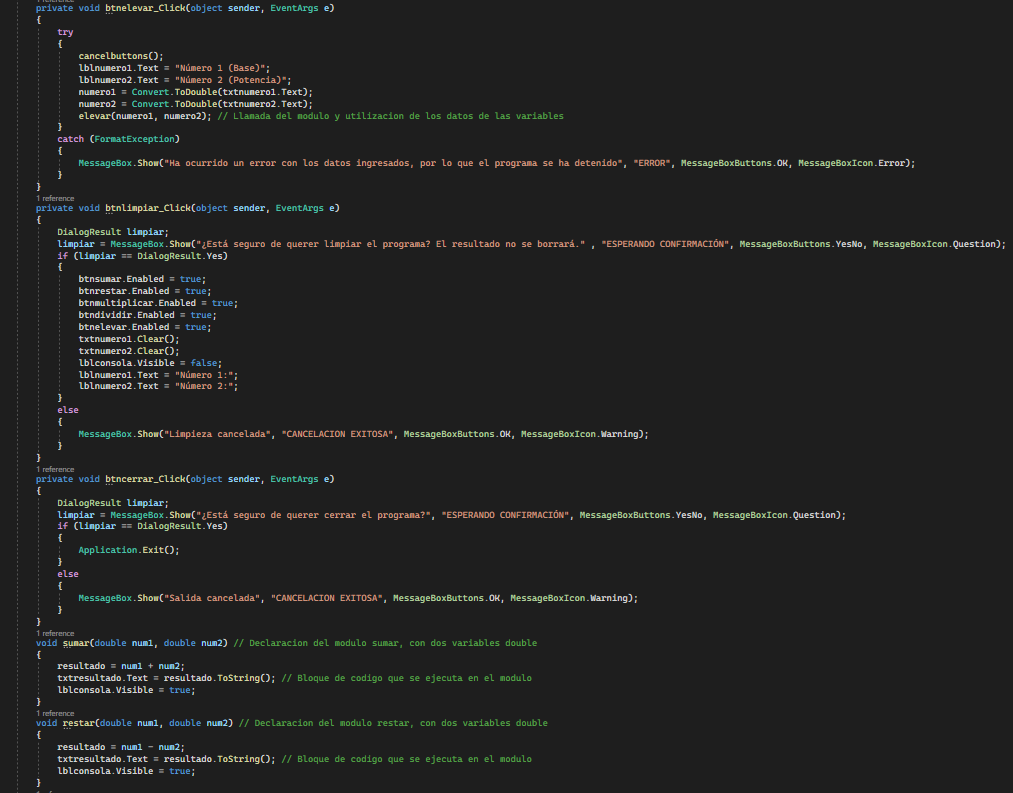 private void btnelevar_Click(object sender, EventArgs e)
{
try
{
cancelbuttons();
lblnumero1.Text = "Número 1 (Base)";
lblnumero2.Text = "Número 2 (Potencia)";
numero1 = Convert.ToDouble(txtnumero1.Text);
numero2 = Convert.ToDouble(txtnumero2.Text);
elevar(numero1, numero2); // Llamada del modulo y utilizacion de los datos de las variables
}
catch (FormatException)
{
MessageBox.Show("Ha ocurrido un error con los datos ingresados, por lo que el programa se ha detenido", "ERROR", MessageBoxButtons.OK, MessageBoxIcon.Error);
}
}
1 reference
private void btnlimpiar_Click(object sender, EventArgs e)
{
DialogResult limpiar;
limpiar = MessageBox.Show("¿Está seguro de querer limpiar el programa? El resultado no se borrará." , "ESPERANDO CONFIRMACIÓN", MessageBoxButtons.YesNo, MessageBoxIcon.Question);
if (limpiar == DialogResult.Yes)
{
btnsumar.Enabled = true;
btnrestar.Enabled = true;
btnmultiplicar.Enabled = true;
btndividir.Enabled = true;
btnelevar.Enabled = true;
txtnumero1.Clear();
txtnumero2.Clear();
lblconsola.Visible = false;
lblnumero1.Text = "Número 1:";
lblnumero2.Text = "Número 2:";
}
else
{
MessageBox.Show("Limpieza cancelada", "CANCELACION EXITOSA", MessageBoxButtons.OK, MessageBoxIcon.Warning);
}
}
1 reference
private void btncerrar_Click(object sender, EventArgs e)
{
DialogResult limpiar;
limpiar = MessageBox.Show("¿Está seguro de querer cerrar el programa?", "ESPERANDO CONFIRMACIÓN", MessageBoxButtons.YesNo, MessageBoxIcon.Question);
if (limpiar == DialogResult.Yes)
{
Application.Exit();
}
else
{
MessageBox.Show("Salida cancelada", "CANCELACION EXITOSA", MessageBoxButtons.OK, MessageBoxIcon.Warning);
}
}
1 reference
void sumar(double num1, double num2) // Declaracion del modulo sumar, con dos variables double
{
resultado = num1 + num2;
txtresultado.Text = resultado.ToString(); // Bloque de codigo que se ejecuta en el modulo
lblconsola.Visible = true;
}
1 reference
void restar(double num1, double num2) // Declaracion del modulo restar, con dos variables double
{
resultado = num1 - num2;
txtresultado.Text = resultado.ToString(); // Bloque de codigo que se ejecuta en el modulo
lblconsola.Visible = true;
}